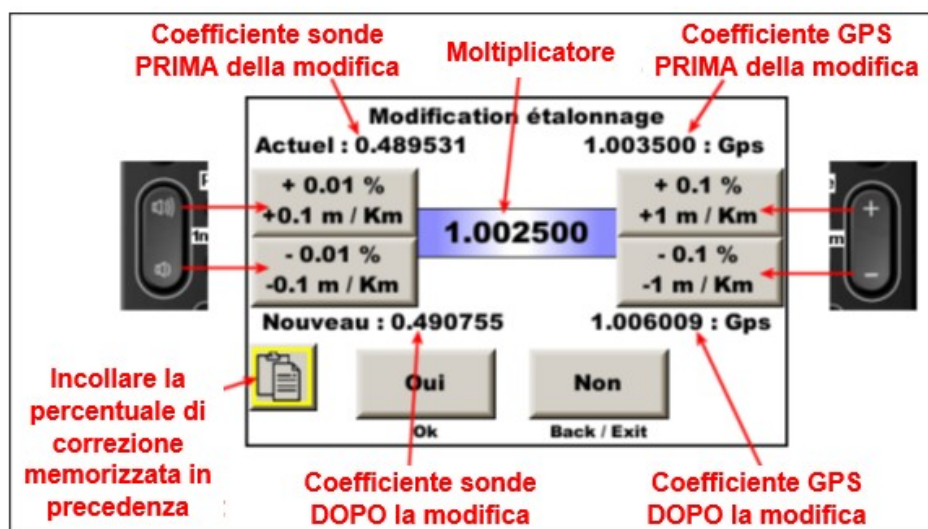 Coefficiente sonde
PRIMA della modifica
Moltiplicatore
Coefficiente GPS
PRIMA della modifica
Modification étalonnage
Actuel : 0.489531
1.003500 : Gps
+ 0.01 %
+0.1 m / Km
+ 0.1 %
+1 m / Km
1.002500
- 0.01 %
-0.1 m / Km
- 0.1 %
-1 m / Km
+
−
Nouveau : 0.490755
1.006009 : Gps
Oui
Non
Ok
Back / Exit
Incollare la
percentuale di
correzione
memorizzata in
precedenza
Coefficiente sonde
DOPO la modifica
Coefficiente GPS
DOPO la modifica